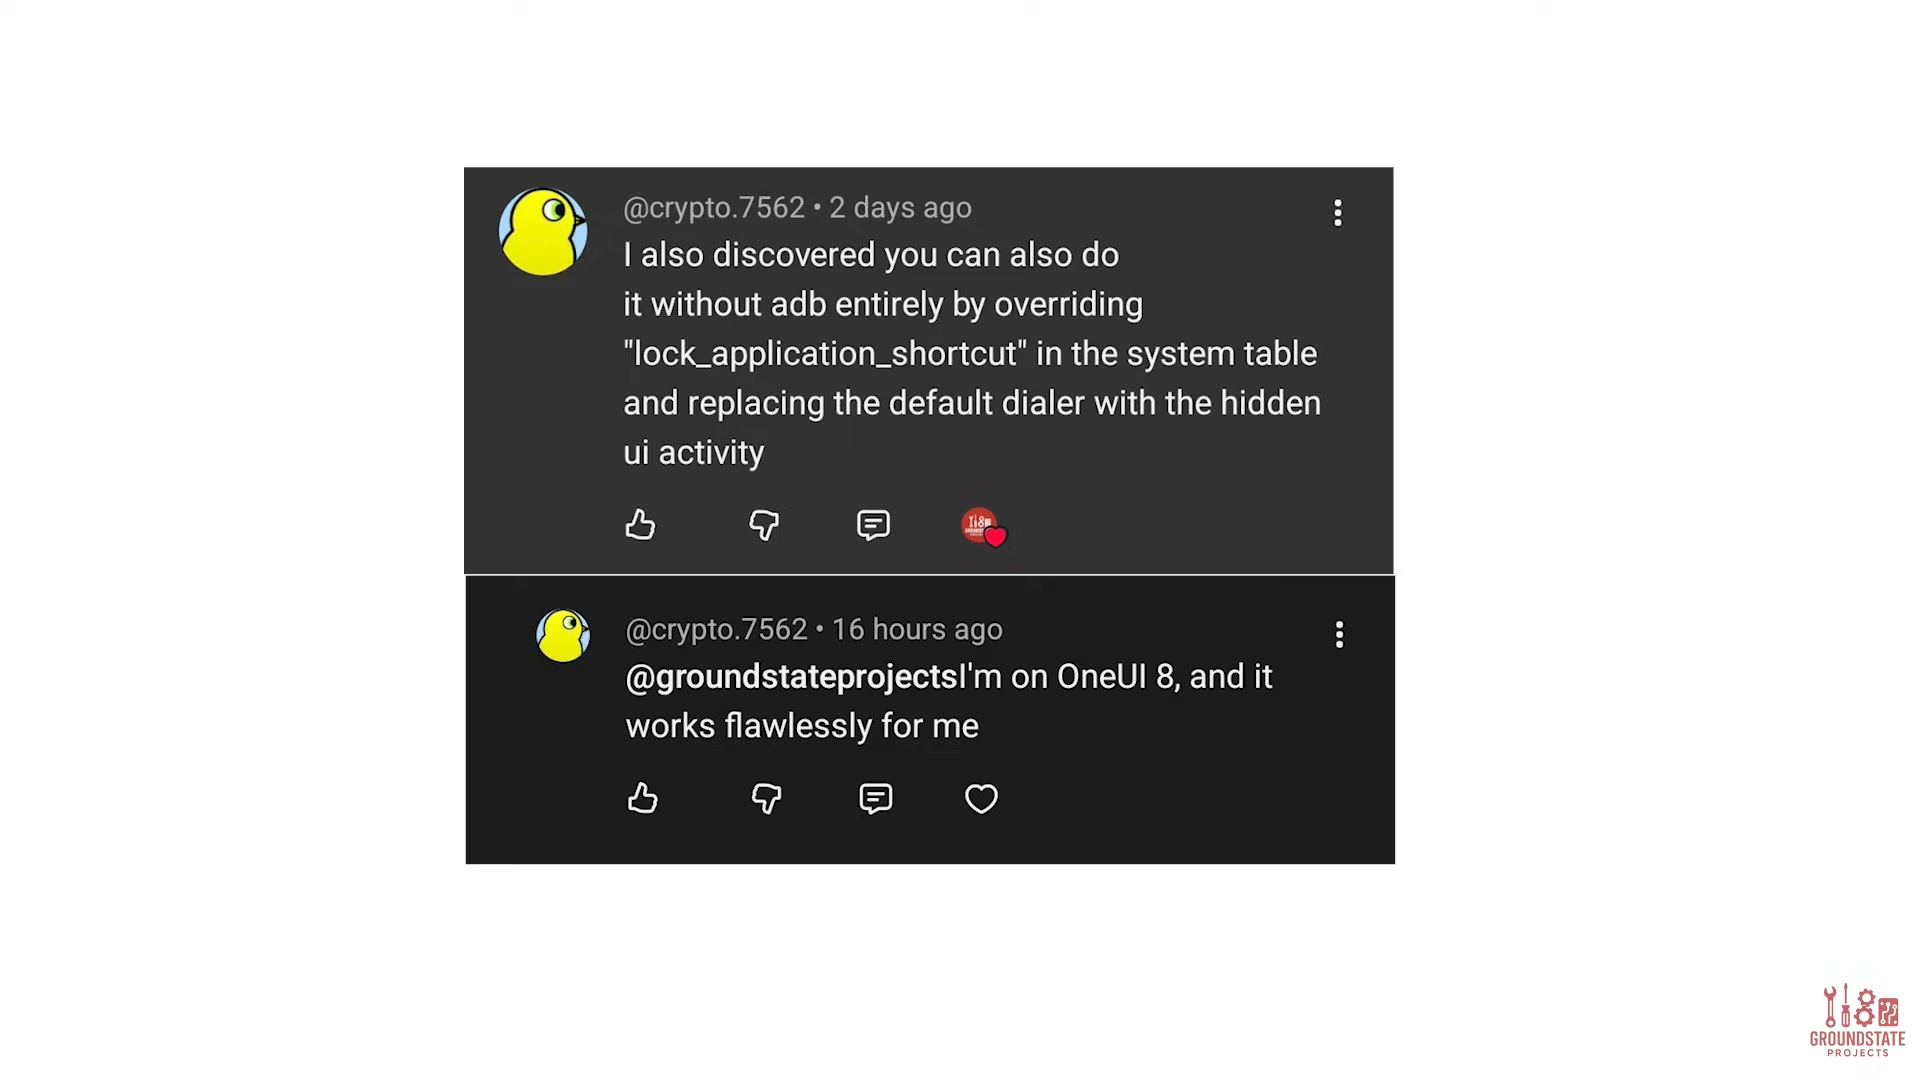 @crypto.7562 • 2 days ago
I also discovered you can also do
it without adb entirely by overriding
"lock_application_shortcut" in the system table
and replacing the default dialer with the hidden
ui activity
@crypto.7562 • 16 hours ago
@groundstateprojectsI'm on OneUI 8, and it
works flawlessly for me
GROUNDSTATE
PROJECTS